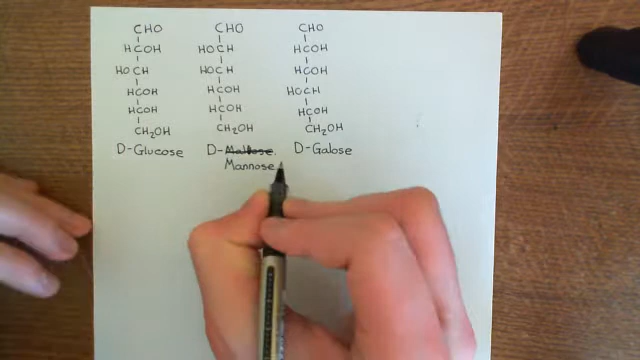 CHO CHO CHO
HCOH HOCH HCOH
HOCH HOCH HCOH
HCOH HCOH HOCH
HCOH HCOH HCOH
CH₂OH CH₂OH CH₂OH
D-Glucose D-Maltose. D-Galose
Mannose